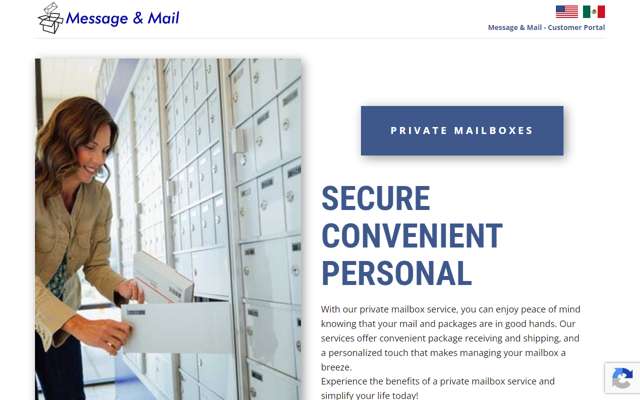 Message & Mail
Message & Mail - Customer Portal
PRIVATE MAILBOXES
SECURE
CONVENIENT
PERSONAL
With our private mailbox service, you can enjoy peace of mind
knowing that your mail and packages are in good hands. Our
services offer convenient package receiving and shipping, and
a personalized touch that makes managing your mailbox a
breeze.
Experience the benefits of a private mailbox service and
simplify your life today!